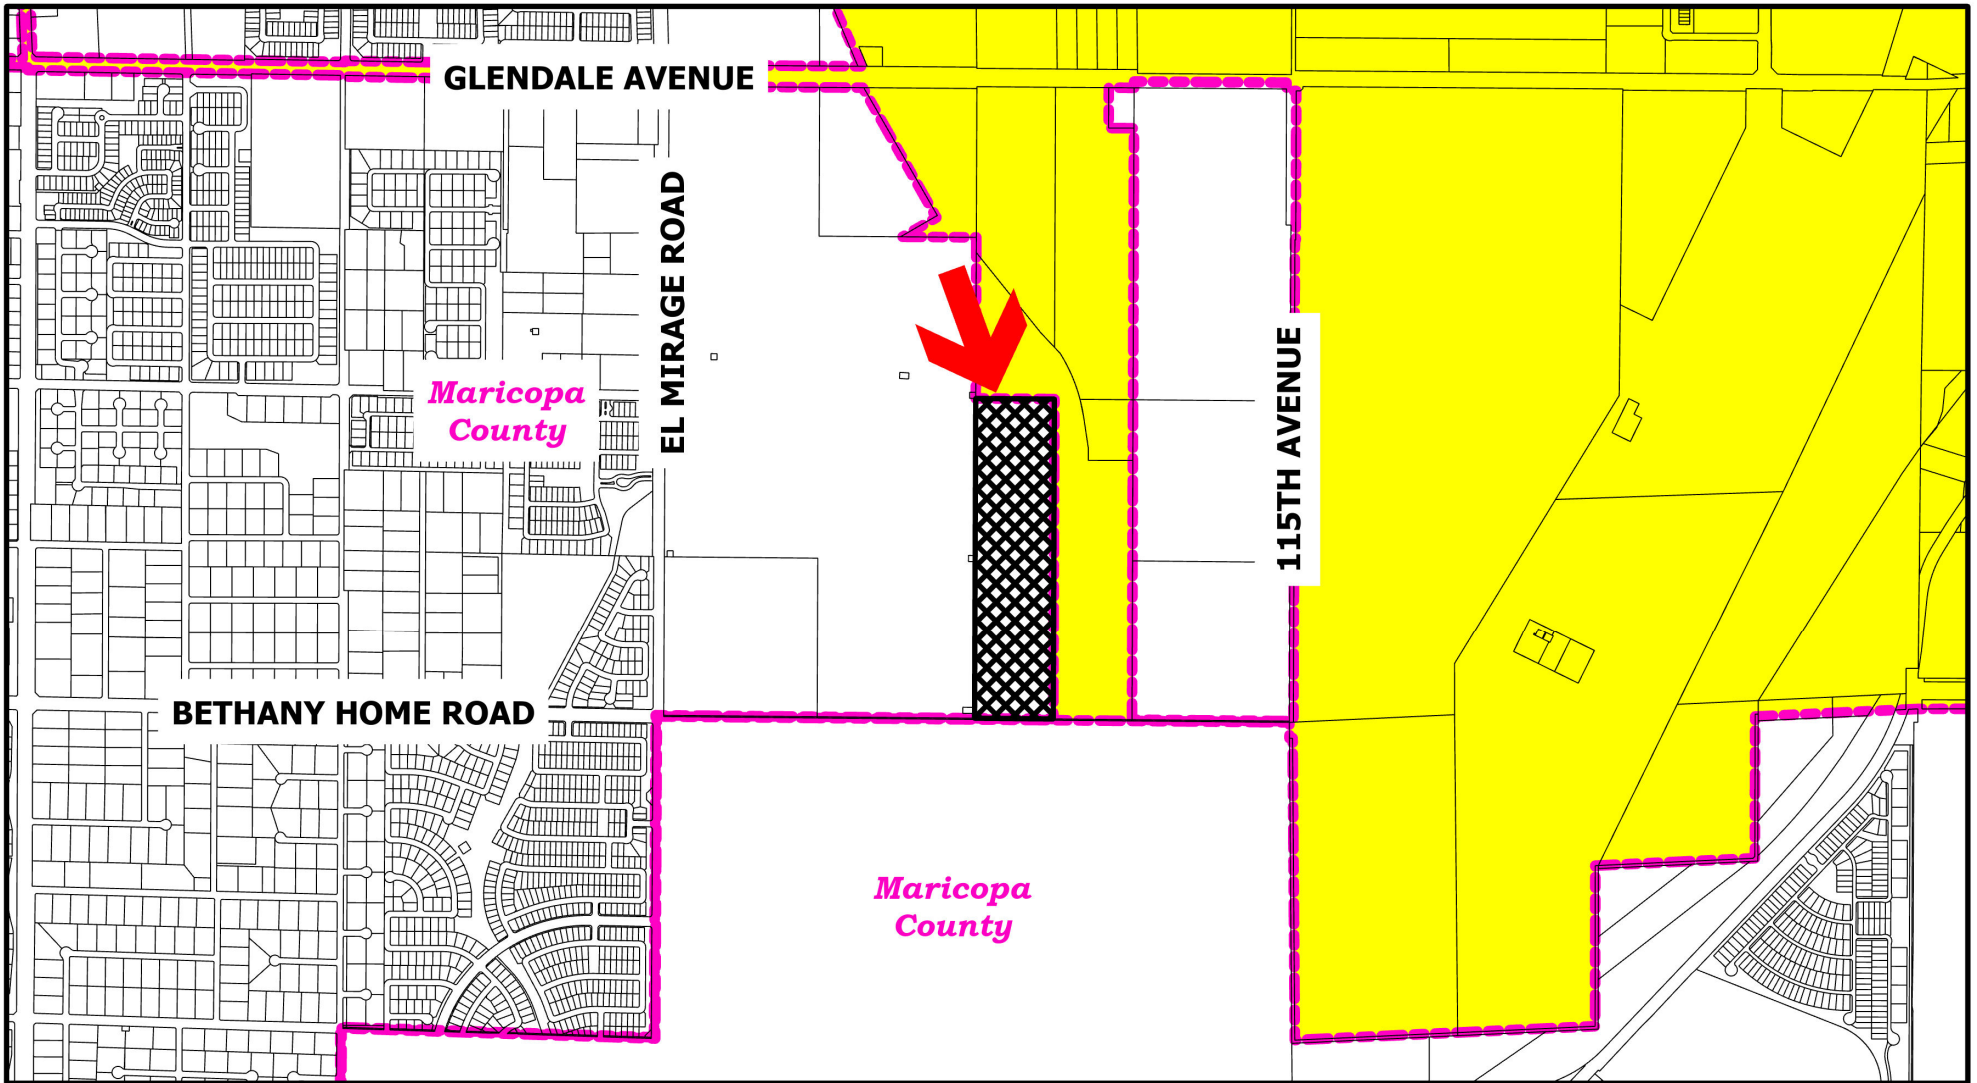 GLENDALE AVENUE
EL MIRAGE ROAD
Maricopa
County
115TH AVENUE
BETHANY HOME ROAD
Maricopa
County